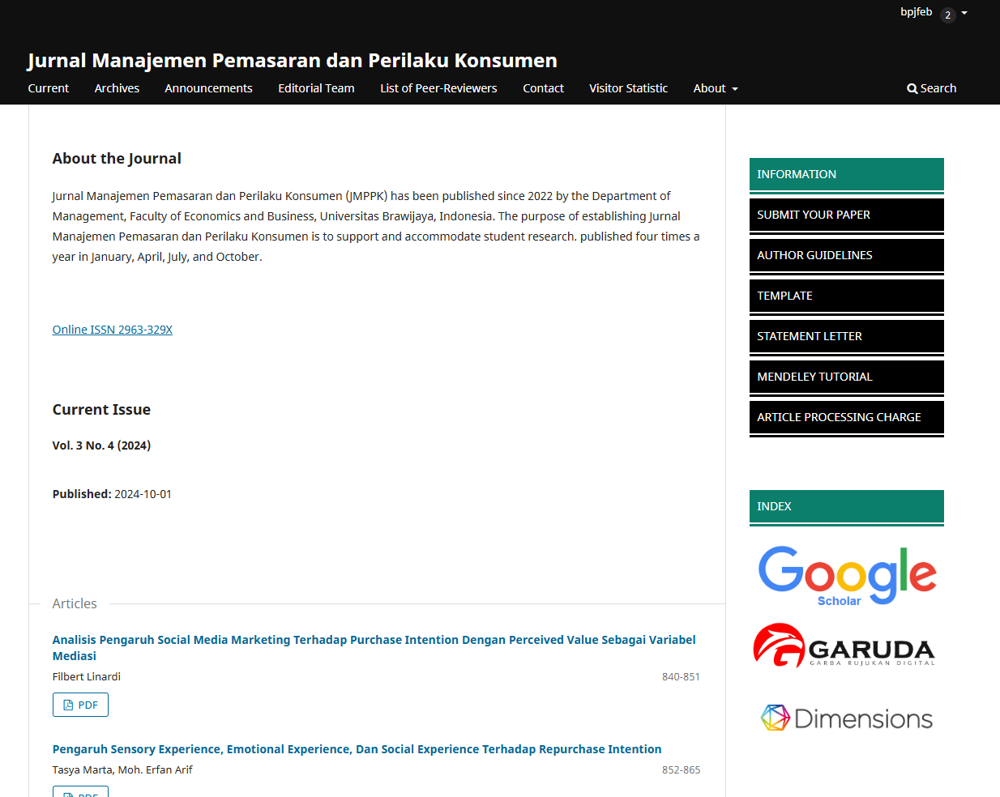 bpjfeb 2
Jurnal Manajemen Pemasaran dan Perilaku Konsumen
Current Archives Announcements Editorial Team List of Peer-Reviewers Contact Visitor Statistic About Search
About the Journal
Jurnal Manajemen Pemasaran dan Perilaku Konsumen (JMPPK) has been published since 2022 by the Department of
Management, Faculty of Economics and Business, Universitas Brawijaya, Indonesia. The purpose of establishing Jurnal
Manajemen Pemasaran dan Perilaku Konsumen is to support and accommodate student research. published four times a
year in January, April, July, and October.
Online ISSN 2963-329X
Current Issue
Vol. 3 No. 4 (2024)
Published: 2024-10-01
Articles
Analisis Pengaruh Social Media Marketing Terhadap Purchase Intention Dengan Perceived Value Sebagai Variabel
Mediasi
Filbert Linardi 840-851
PDF
Pengaruh Sensory Experience, Emotional Experience, Dan Social Experience Terhadap Repurchase Intention
Tasya Marta, Moh. Erfan Arif 852-865
PDF
INFORMATION
SUBMIT YOUR PAPER
AUTHOR GUIDELINES
TEMPLATE
STATEMENT LETTER
MENDELEY TUTORIAL
ARTICLE PROCESSING CHARGE
INDEX
Google
Scholar
GARUDA
GARBA RUJUKAN DIGITAL
Dimensions